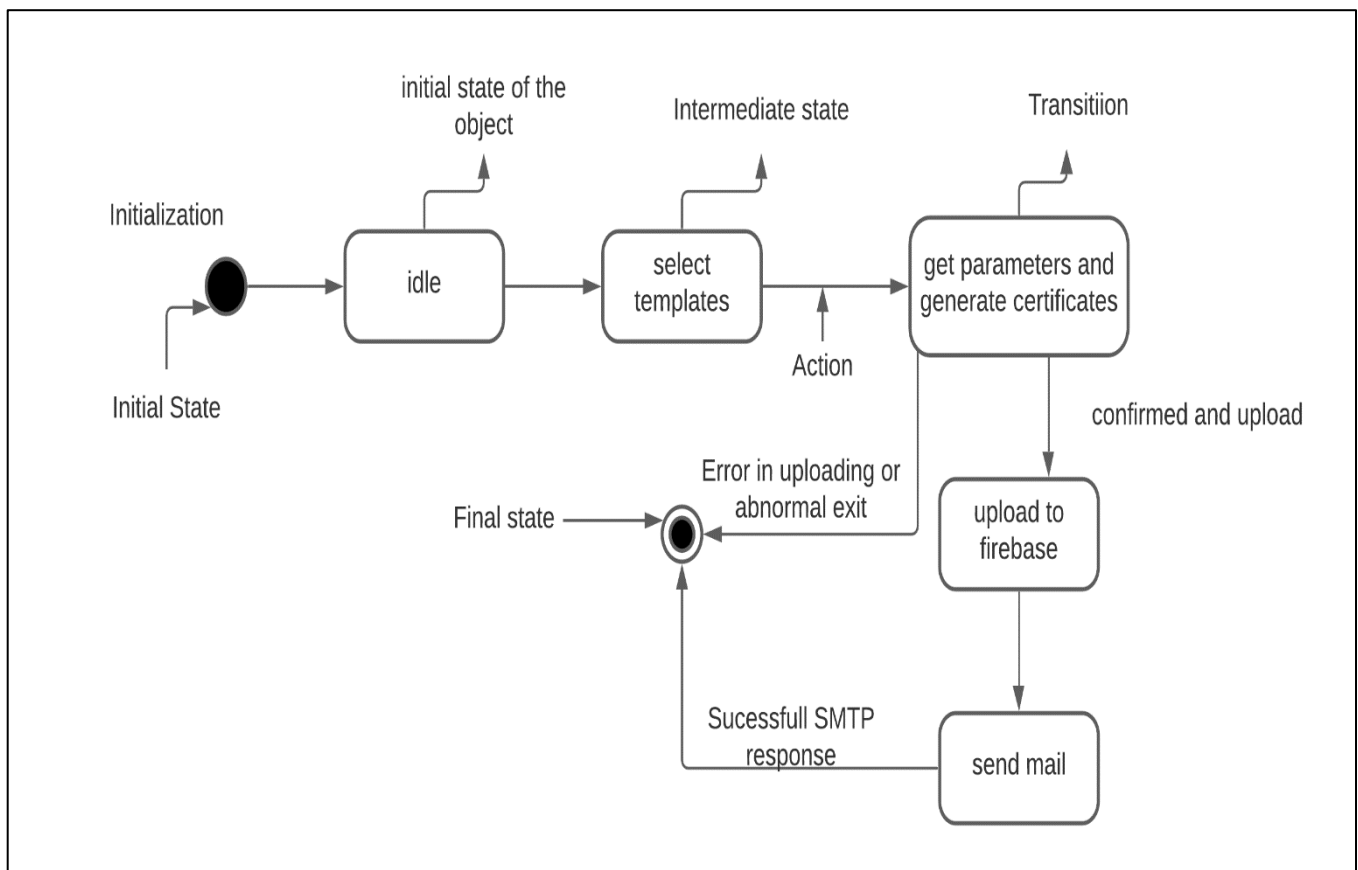 initial state of the
object
Intermediate state
Transitiion
Initialization
idle
select
templates
get parameters and
generate certificates
Action
Initial State
confirmed and upload
Error in uploading or
abnormal exit
Final state
upload to
firebase
Sucessfull SMTP
response
send mail